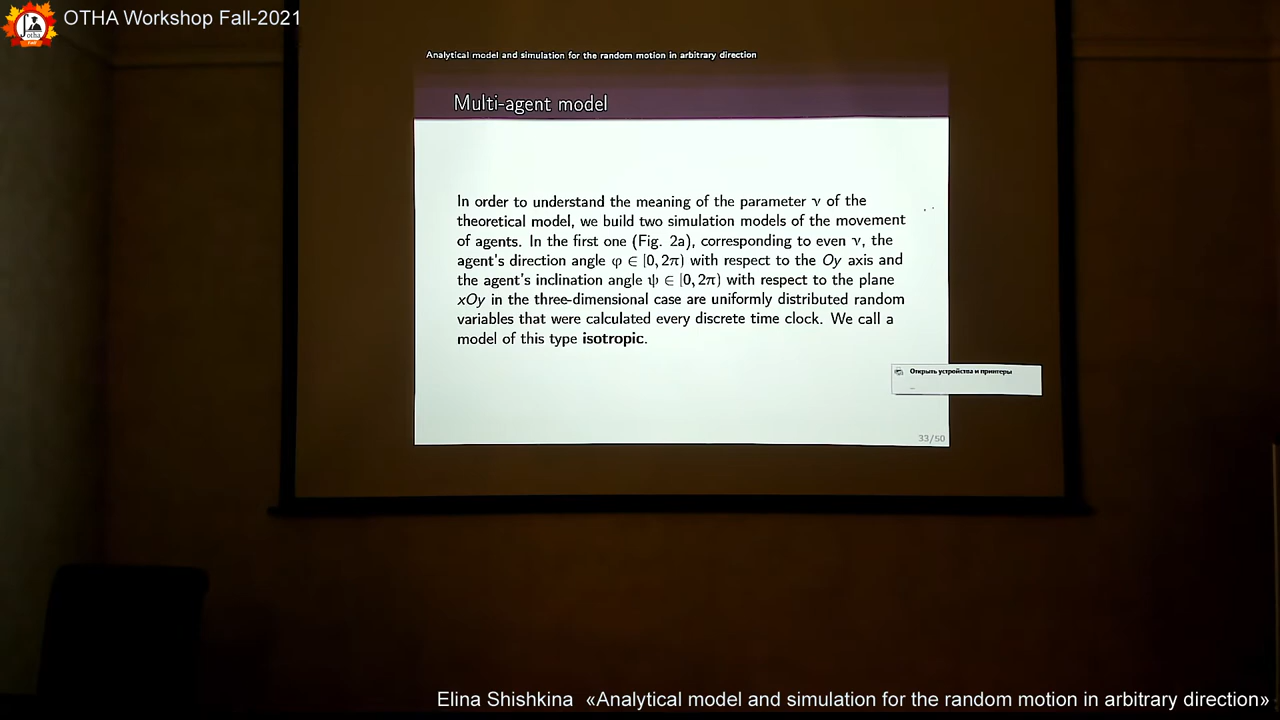 OTHA Workshop Fall-2021
Analytical model and simulation for the random motion in arbitrary direction
Multi-agent model
In order to understand the meaning of the parameter ν of the
theoretical model, we build two simulation models of the movement
of agents. In the first one (Fig. 2a), corresponding to even ν, the
agent's direction angle φ ∈ [0, 2π) with respect to the Oy axis and
the agent's inclination angle ψ ∈ [0, 2π) with respect to the plane
xOy in the three-dimensional case are uniformly distributed random
variables that were calculated every discrete time clock. We call a
model of this type isotropic.
Открыть устройства и принтеры
33/50
Elina Shishkina «Analytical model and simulation for the random motion in arbitrary direction»